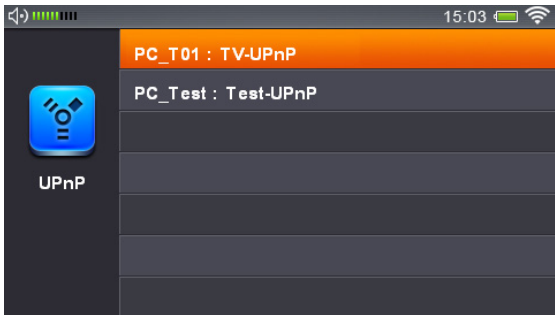 15:03
PC_T01 : TV-UPnP
PC_Test : Test-UPnP
UPnP